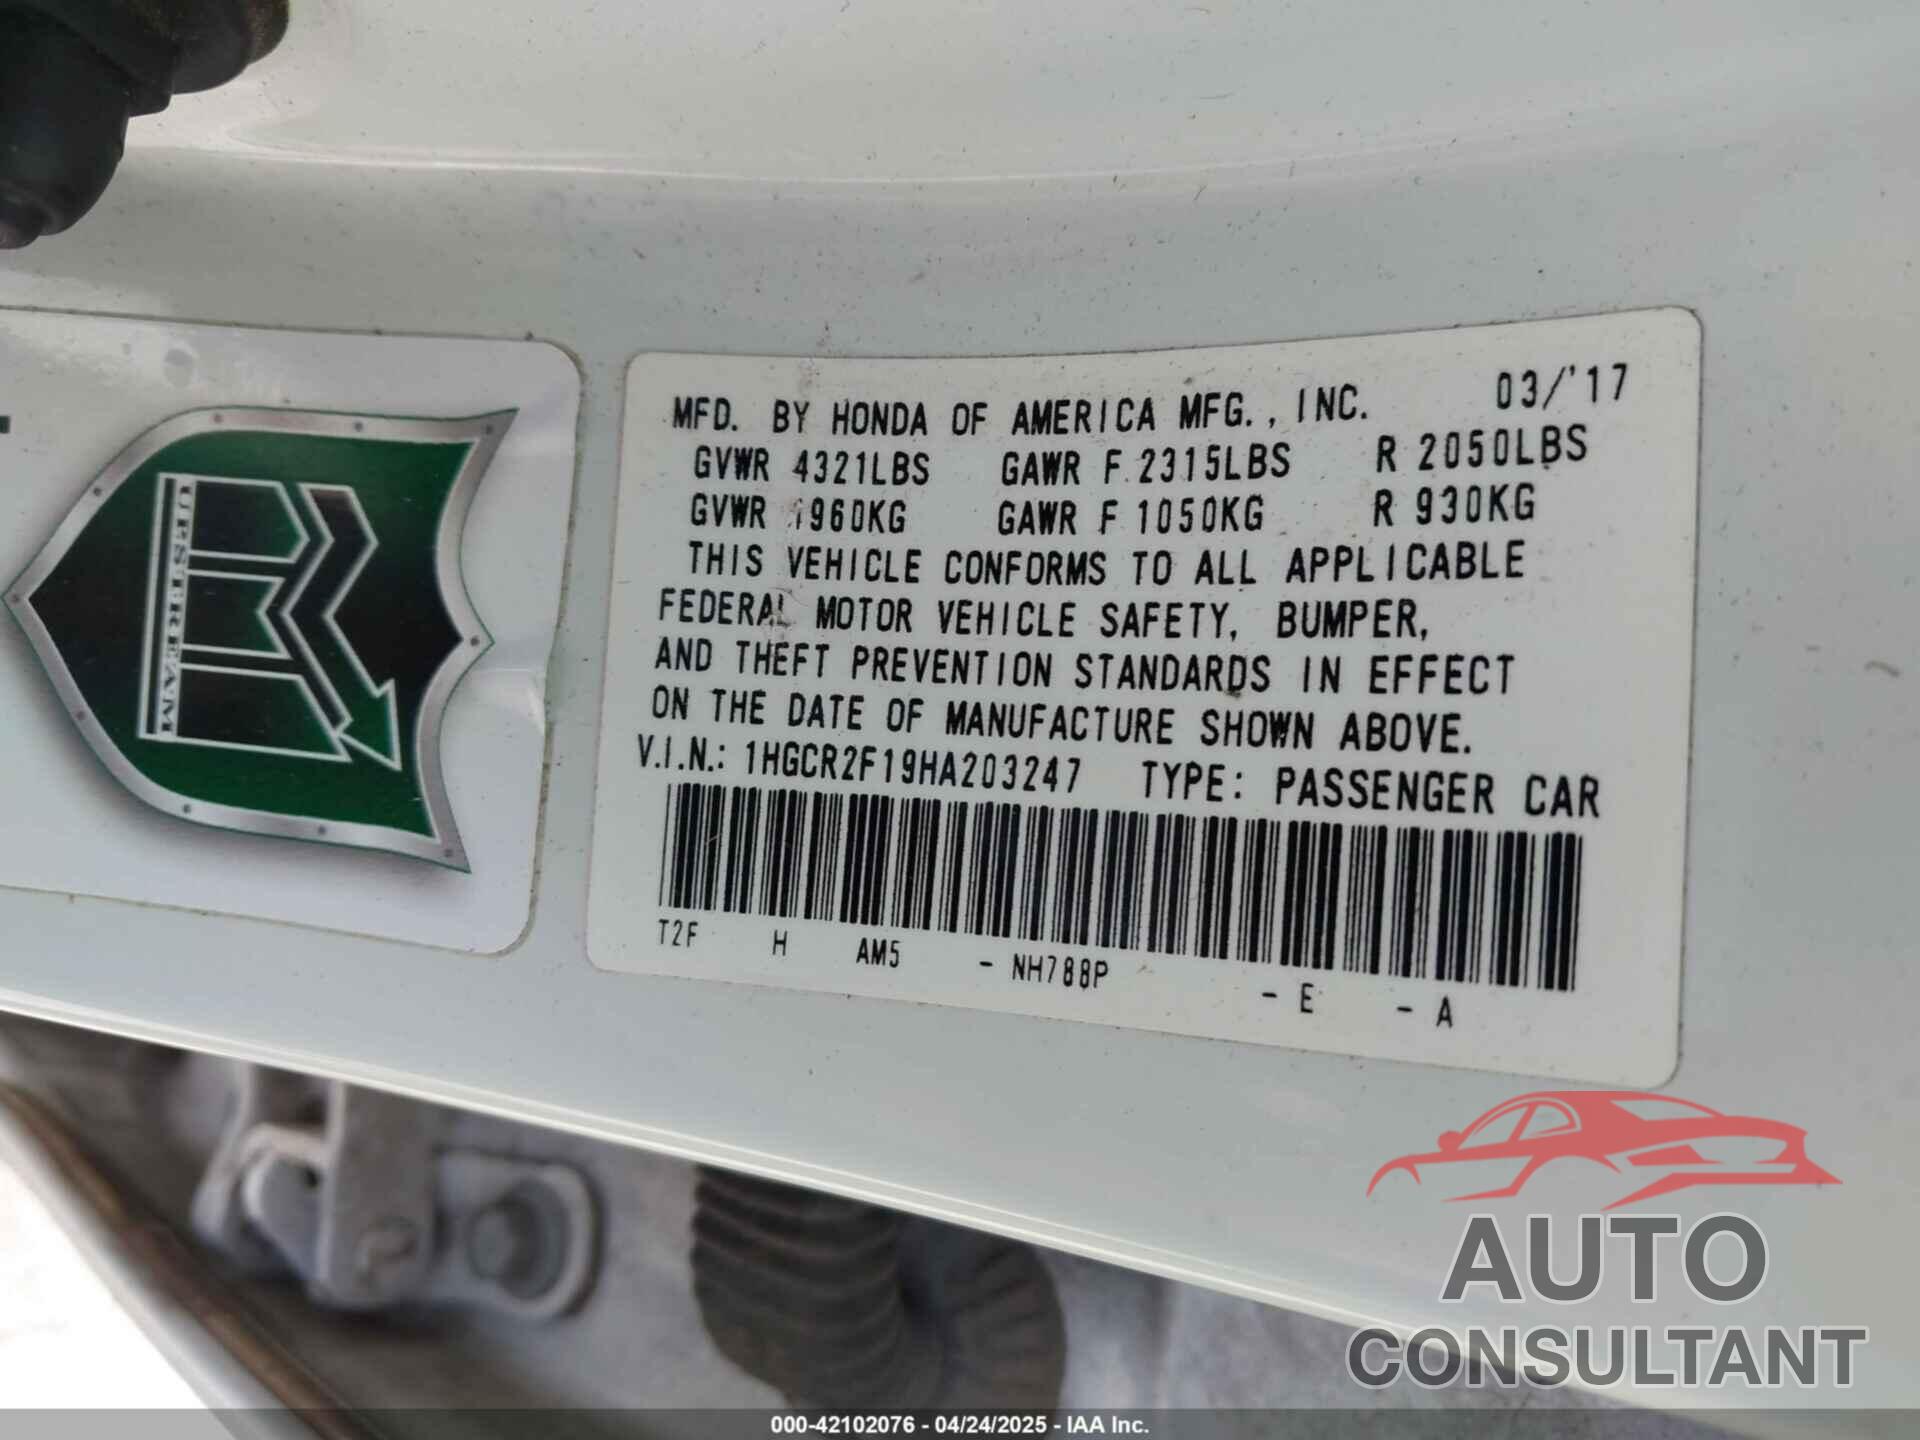 MFD. BY HONDA OF AMERICA MFG., INC. 03/'17
GVWR 4321LBS GAWR F 2315LBS R 2050LBS
GVWR 1960KG GAWR F 1050KG R 930KG
THIS VEHICLE CONFORMS TO ALL APPLICABLE
FEDERAL MOTOR VEHICLE SAFETY, BUMPER,
AND THEFT PREVENTION STANDARDS IN EFFECT
ON THE DATE OF MANUFACTURE SHOWN ABOVE.
V.I.N.: 1HGCR2F19HA203247 TYPE: PASSENGER CAR
T2F H AM5 - NH788P - E - A
UPSTREAM
AUTO
CONSULTANT
000-42102076 - 04/24/2025 - IAA Inc.